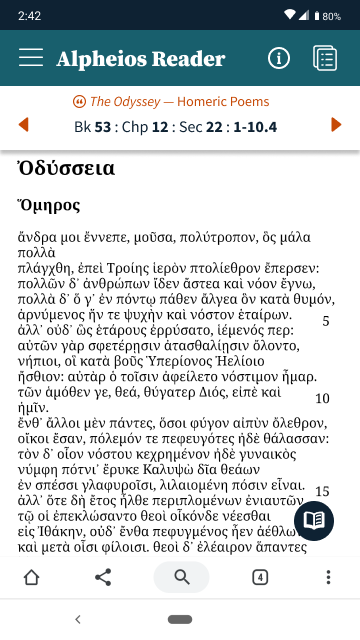 2:42
80%
Alpheios Reader
The Odyssey — Homeric Poems
Bk 53 : Chp 12 : Sec 22 : 1-10.4
Ὀδύσσεια
Ὅμηρος
ἄνδρα μοι ἔννεπε, μοῦσα, πολύτροπον, ὃς μάλα
πολλὰ
πλάγχθη, ἐπεὶ Τροίης ἱερὸν πτολίεθρον ἔπερσεν:
πολλῶν δ᾽ ἀνθρώπων ἴδεν ἄστεα καὶ νόον ἔγνω,
πολλὰ δ᾽ ὅ γ᾽ ἐν πόντῳ πάθεν ἄλγεα ὃν κατὰ θυμόν,
ἀρνύμενος ἥν τε ψυχὴν καὶ νόστον ἑταίρων. 5
ἀλλ᾽ οὐδ᾽ ὣς ἑτάρους ἐρρύσατο, ἱέμενός περ:
αὐτῶν γὰρ σφετέρῃσιν ἀτασθαλίῃσιν ὄλοντο,
νήπιοι, οἳ κατὰ βοῦς Ὑπερίονος Ἠελίοιο
ἤσθιον: αὐτὰρ ὁ τοῖσιν ἀφείλετο νόστιμον ἦμαρ.
τῶν ἁμόθεν γε, θεά, θύγατερ Διός, εἰπὲ καὶ 10
ἡμῖν.
ἔνθ᾽ ἄλλοι μὲν πάντες, ὅσοι φύγον αἰπὺν ὄλεθρον,
οἴκοι ἔσαν, πόλεμόν τε πεφευγότες ἠδὲ θάλασσαν:
τὸν δ᾽ οἶον νόστου κεχρημένον ἠδὲ γυναικὸς
νύμφη πότνι᾽ ἔρυκε Καλυψὼ δῖα θεάων
ἐν σπέσσι γλαφυροῖσι, λιλαιομένη πόσιν εἶναι.
ἀλλ᾽ ὅτε δὴ ἔτος ἦλθε περιπλομένων ἐνιαυτῶν, 15
τῷ οἱ ἐπεκλώσαντο θεοὶ οἶκόνδε νέεσθαι
εἰς Ἰθάκην, οὐδ᾽ ἔνθα πεφυγμένος ἦεν
καὶ μετὰ οἷσι φίλοισι. θεοὶ δ᾽ ἐλέαιρον ἅπαντες
4